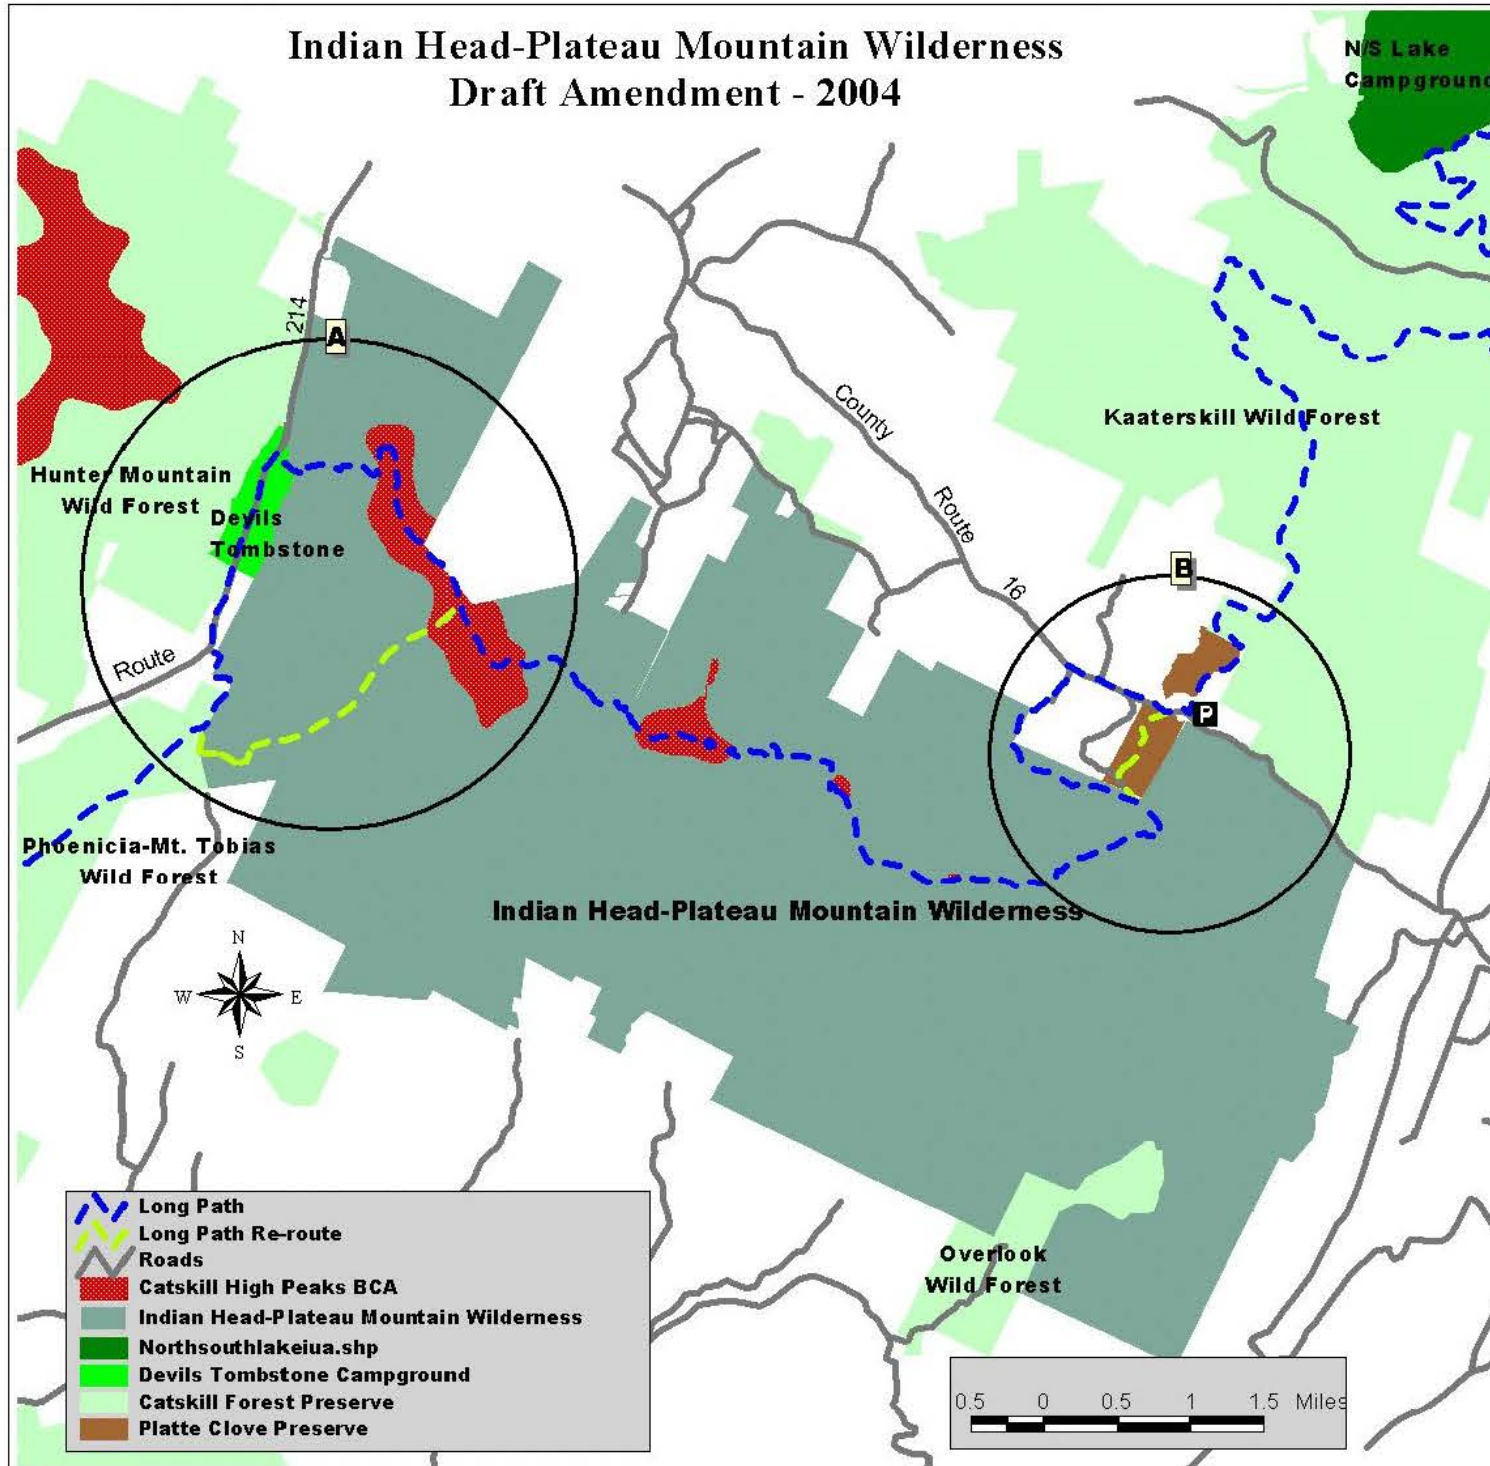 Indian Head-Plateau Mountain Wilderness
Draft Amendment - 2004
N/S Lake
Campground
214
A
County
Kaaterskill Wild Forest
Hunter Mountain
Wild Forest
Devils
Tombstone
Route
B
16
Route
P
Phoenicia-Mt. Tobias
Wild Forest
Indian Head-Plateau Mountain Wilderness
N
W
E
S
Long Path
Long Path Re-route
Roads
Catskill High Peaks BCA
Indian Head-Plateau Mountain Wilderness
Northsouthlakeiua.shp
Devils Tombstone Campground
Catskill Forest Preserve
Platte Clove Preserve
Overlook
Wild Forest
0.5 0 0.5 1 1.5 Miles